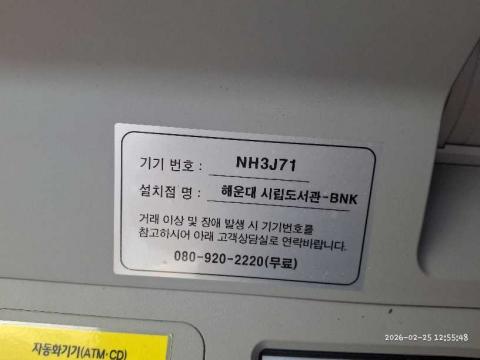 기기 번호 : NH3J71
설치점 명 : 해운대 시립도서관-BNK
거래 이상 및 장애 발생 시 기기번호를
참고하시어 아래 고객상담실로 연락바랍니다.
080-920-2220(무료)
2026-02-25 12:55:48
자동화기기(ATM·CD)